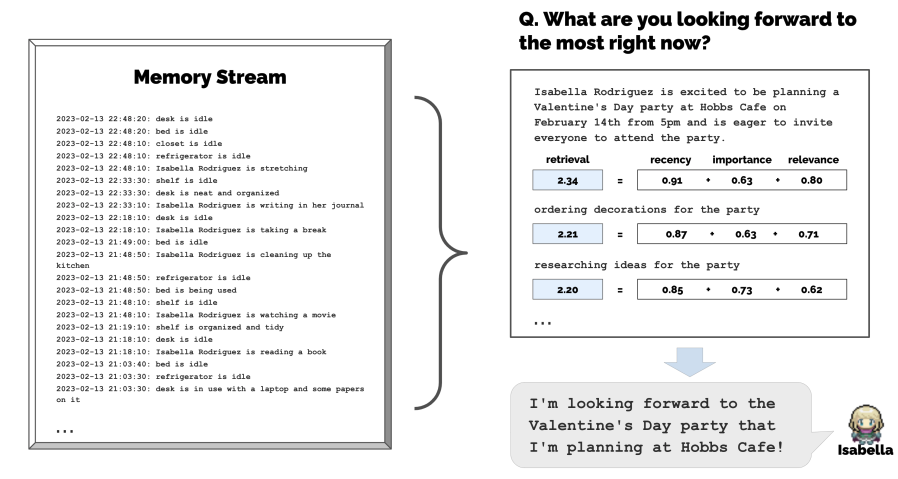 Memory Stream
2023-02-13 22:48:20: desk is idle
2023-02-13 22:48:20: bed is idle
2023-02-13 22:48:10: closet is idle
2023-02-13 22:48:10: refrigerator is idle
2023-02-13 22:48:10: Isabella Rodriguez is stretching
2023-02-13 22:33:30: shelf is idle
2023-02-13 22:33:30: desk is neat and organized
2023-02-13 22:33:10: Isabella Rodriguez is writing in her journal
2023-02-13 22:18:10: desk is idle
2023-02-13 22:18:10: Isabella Rodriguez is taking a break
2023-02-13 21:49:00: bed is idle
2023-02-13 21:48:50: Isabella Rodriguez is cleaning up the
kitchen
2023-02-13 21:48:50: refrigerator is idle
2023-02-13 21:48:50: bed is being used
2023-02-13 21:48:10: shelf is idle
2023-02-13 21:48:10: Isabella Rodriguez is watching a movie
2023-02-13 21:19:10: shelf is organized and tidy
2023-02-13 21:18:10: desk is idle
2023-02-13 21:18:10: Isabella Rodriguez is reading a book
2023-02-13 21:03:40: bed is idle
2023-02-13 21:03:30: refrigerator is idle
2023-02-13 21:03:30: desk is in use with a laptop and some papers
on it
...
Q. What are you looking forward to
the most right now?
Isabella Rodriguez is excited to be planning a
Valentine's Day party at Hobbs Cafe on
February 14th from 5pm and is eager to invite
everyone to attend the party.
retrieval recency importance relevance
2.34 = 0.91 + 0.63 + 0.80
ordering decorations for the party
2.21 = 0.87 + 0.63 + 0.71
researching ideas for the party
2.20 = 0.85 + 0.73 + 0.62
...
I'm looking forward to the
Valentine's Day party that
I'm planning at Hobbs Cafe!
Isabella